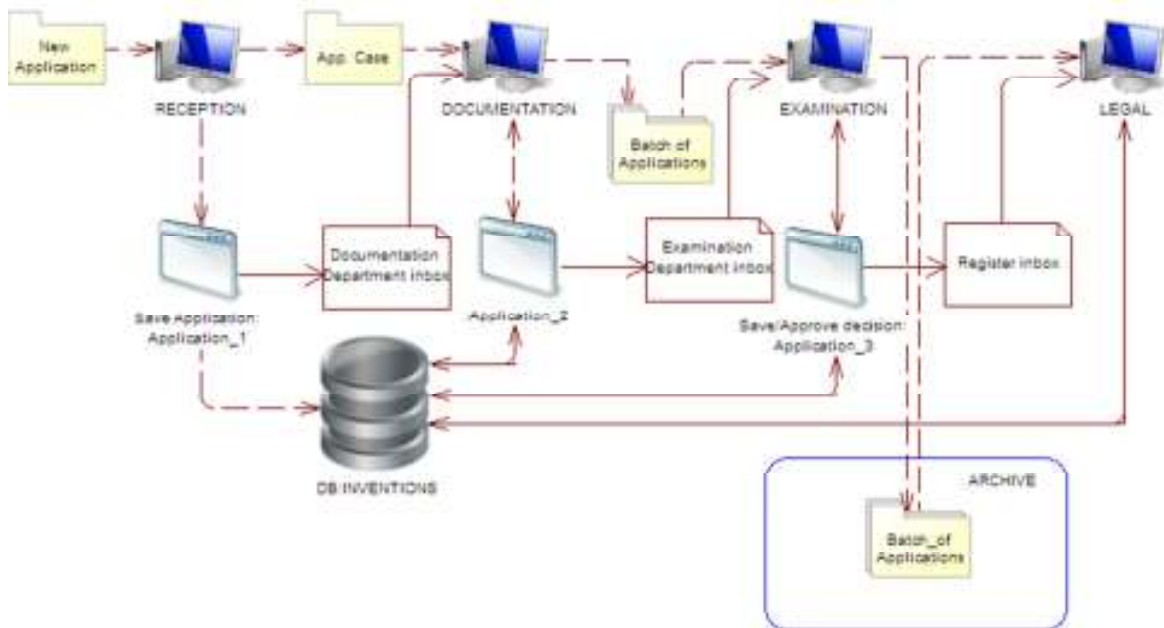 New
Application
App. Case
RECEPTION
DOCUMENTATION
EXAMINATION
LEGAL
Batch of
Applications
Documentation
Department inbox
Examination
Department inbox
Register inbox
Save Application:
Application_1
Application_2
Save/Approve decision:
Application_3
DB INVENTIONS
ARCHIVE
Batch_of
Applications